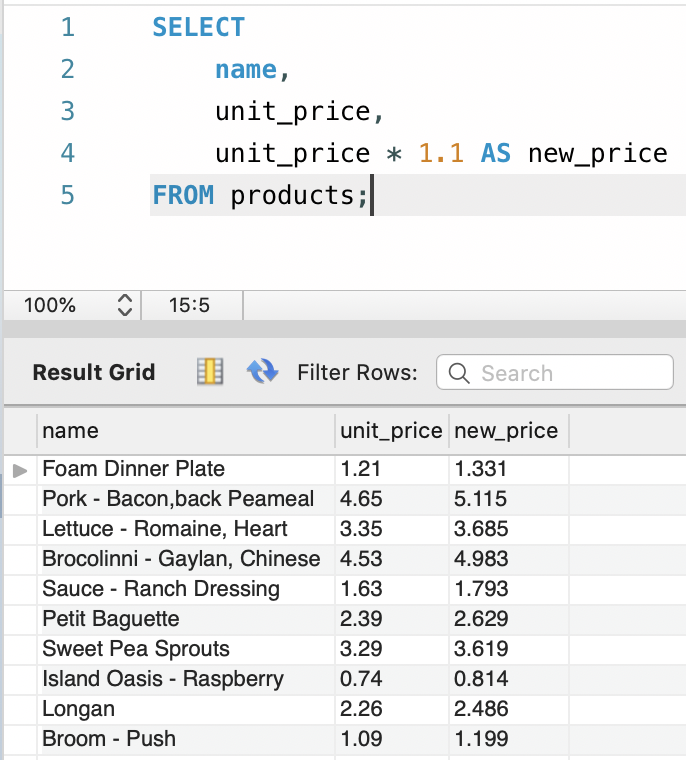 1 SELECT
2 name,
3 unit_price,
4 unit_price * 1.1 AS new_price
5 FROM products;
100% 15:5
Result Grid Filter Rows: Search
name unit_price new_price
Foam Dinner Plate 1.21 1.331
Pork - Bacon,back Peameal 4.65 5.115
Lettuce - Romaine, Heart 3.35 3.685
Brocolinni - Gaylan, Chinese 4.53 4.983
Sauce - Ranch Dressing 1.63 1.793
Petit Baguette 2.39 2.629
Sweet Pea Sprouts 3.29 3.619
Island Oasis - Raspberry 0.74 0.814
Longan 2.26 2.486
Broom - Push 1.09 1.199